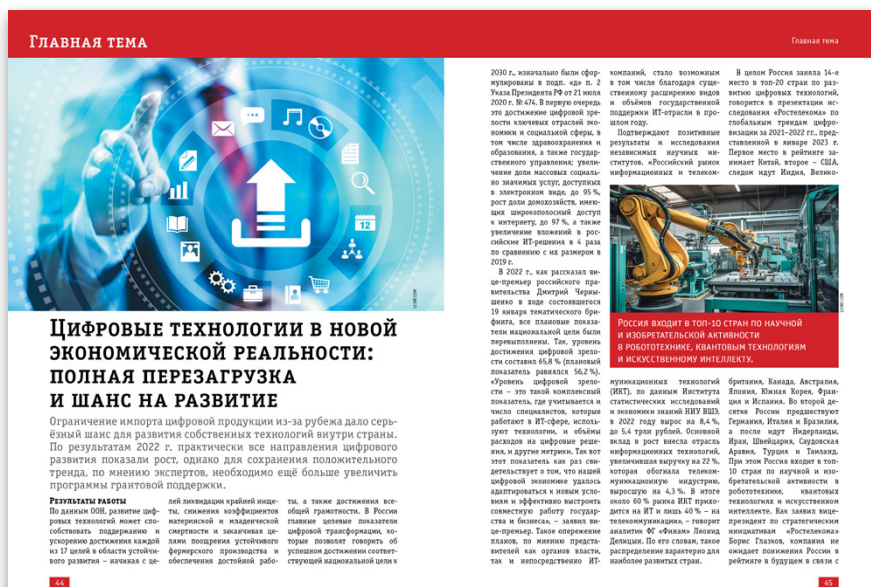 Главная тема
Главная тема
Цифровые технологии в новой
экономической реальности:
полная перезагрузка
и шанс на развитие
Ограничение импорта цифровой продукции из-за рубежа дало серь-
ёзный шанс для развития собственных технологий внутри страны.
По результатам 2022 г. практически все направления цифрового
развития показали рост, однако для сохранения положительного
тренда, по мнению экспертов, необходимо ещё больше увеличить
программы грантовой поддержки.
Результаты работы
По данным ООН, развитие циф-
ровых технологий может спо-
собствовать поддержанию и
ускорению достижения каждой
из 17 целей в области устойчи-
вого развития – начиная с це-
лей ликвидации крайней нище-
ты, снижения коэффициентов
материнской и младенческой
смертности и заканчивая це-
лями поощрения устойчивого
фермерского производства и
обеспечения достойной рабо-
ты, а также достижения все-
общей грамотности. В России
главные целевые показатели
цифровой трансформации, ко-
торые позволят говорить об
успешном достижении соответ-
ствующей национальной цели к
44
2030 г., изначально были сфор-
мулированы в подп. «д» п. 2
Указа Президента РФ от 21 июля
2020 г. № 474. В первую очередь
это достижение цифровой зре-
лости ключевых отраслей эко-
номики и социальной сферы, в
том числе здравоохранения и
образования, а также государ-
ственного управления; увели-
чение доли массовых социаль-
но значимых услуг, доступных
в электронном виде, до 95 %,
рост доли домохозяйств, имею-
щих широкополосный доступ
к интернету, до 97 %, а также
увеличение вложений в рос-
сийские ИТ-решения в 4 раза
по сравнению с их размером в
2019 г.
В 2022 г., как рассказал ви-
це-премьер российского пра-
вительства Дмитрий Черны-
шенко в ходе состоявшегося
19 января тематического бри-
финга, все плановые показа-
тели национальной цели были
перевыполнены. Так, уровень
достижения цифровой зрело-
сти составил 65,8 % (плановый
показатель равнялся 56,2 %).
«Уровень цифровой зрело-
сти – это такой комплексный
показатель, где учитывается и
число специалистов, которые
работают в ИТ-сфере, исполь-
зуют технологии, и объёмы
расходов на цифровые реше-
ния, и другие метрики. Так вот
этот показатель как раз сви-
детельствует о том, что нашей
цифровой экономике удалось
адаптироваться к новым усло-
виям и эффективно выстроить
совместную работу государ-
ства и бизнеса», – заявил ви-
це-премьер. Такое опережение
планов, по мнению предста-
вителей как органов власти,
так и непосредственно ИТ-
компаний, стало возможным
в том числе благодаря суще-
ственному расширению видов
и объёмов государственной
поддержки ИТ-отрасли в про-
шлом году.
Подтверждают позитивные
результаты и исследования
независимых научных ин-
ститутов. «Российский рынок
информационных и телеком-
муникационных технологий
(ИКТ), по данным Института
статистических исследований
и экономики знаний НИУ ВШЭ,
в 2022 году вырос на 8,4 %,
до 5,4 трлн рублей. Основной
вклад в рост внесла отрасль
информационных технологий,
увеличившая выручку на 22 %,
которая обогнала телеком-
муникационную индустрию,
выросшую на 4,3 %. В итоге
около 60 % рынка ИКТ прихо-
дится на ИТ и лишь 40 % – на
телекоммуникации», – говорит
аналитик ФГ «Финам» Леонид
Делицын. По его словам, такое
распределение характерно для
наиболее развитых стран.
В целом Россия заняла 14-е
место в топ-20 стран по раз-
витию цифровых технологий,
говорится в презентации ис-
следования «Ростелекома» по
глобальным трендам цифро-
визации за 2021–2022 гг., пред-
ставленной в январе 2023 г.
Первое место в рейтинге за-
нимает Китай, второе – США,
следом идут Индия, Велико-
британия, Канада, Австралия,
Япония, Южная Корея, Фран-
ция и Испания. Во второй де-
сятке России предшествуют
Германия, Италия и Бразилия,
а после идут Нидерланды,
Иран, Швейцария, Саудовская
Аравия, Турция и Таиланд.
При этом Россия входит в топ-
10 стран по научной и изо-
бретательской активности в
робототехнике, квантовых
технологиях и искусственном
интеллекте. Как заявил вице-
президент по стратегическим
инициативам «Ростелекома»
Борис Глазков, компания не
ожидает понижения России в
рейтинге в будущем в связи с
Россия входит в топ-10 стран по научной
и изобретательской активности
в робототехнике, квантовым технологиям
и искусственному интеллекту.
45
12